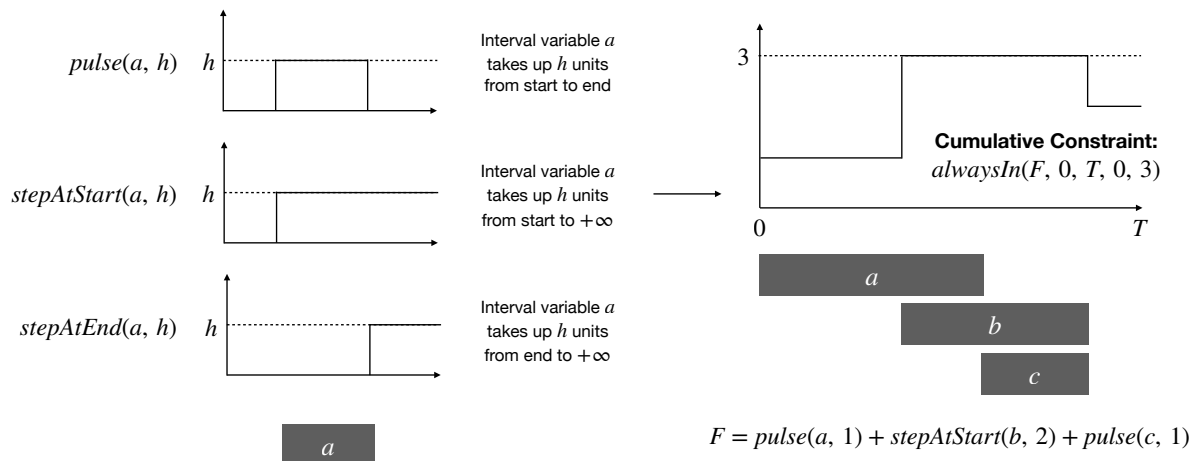 pulse(a, h)
h
Interval variable a
takes up h units
from start to end
stepAtStart(a, h)
h
Interval variable a
takes up h units
from start to +∞
stepAtEnd(a, h)
h
Interval variable a
takes up h units
from end to +∞
a
3
Cumulative Constraint:
alwaysIn(F, 0, T, 0, 3)
0
T
a
b
c
F = pulse(a, 1) + stepAtStart(b, 2) + pulse(c, 1)